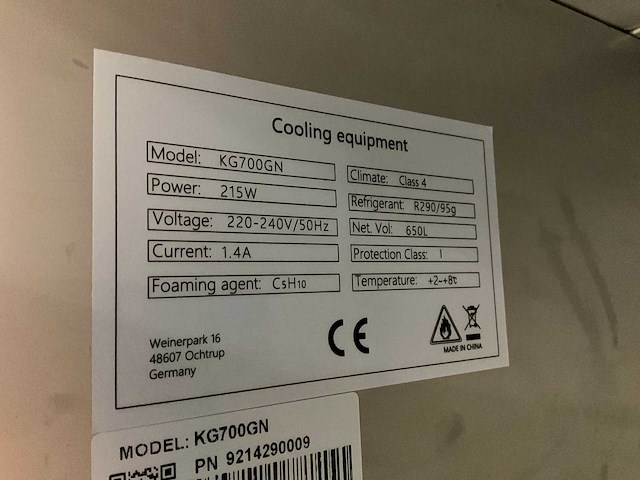 Cooling equipment
Model: KG700GN
Power: 215W
Voltage: 220-240V/50Hz
Current: 1.4A
Foaming agent: C5H10
Climate: Class 4
Refrigerant: R290/95g
Net. Vol: 650L
Protection Class: I
Temperature: +2~+8℃
Weinerpark 16
48607 Ochtrup
Germany
CE
MADE IN CHINA
MODEL: KG700GN
PN 9214290009